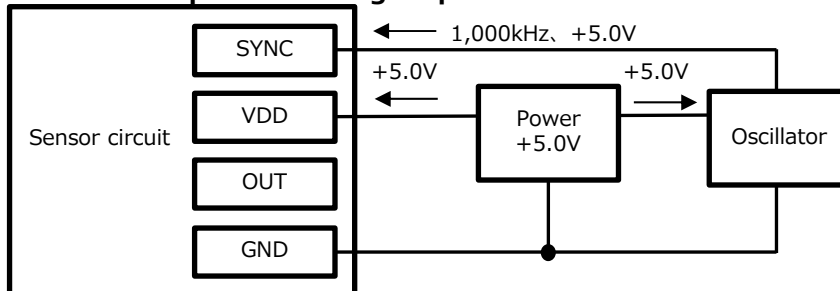 SYNC
1,000kHz、+5.0V
+5.0V
+5.0V
VDD
Power
+5.0V
Oscillator
Sensor circuit
OUT
GND